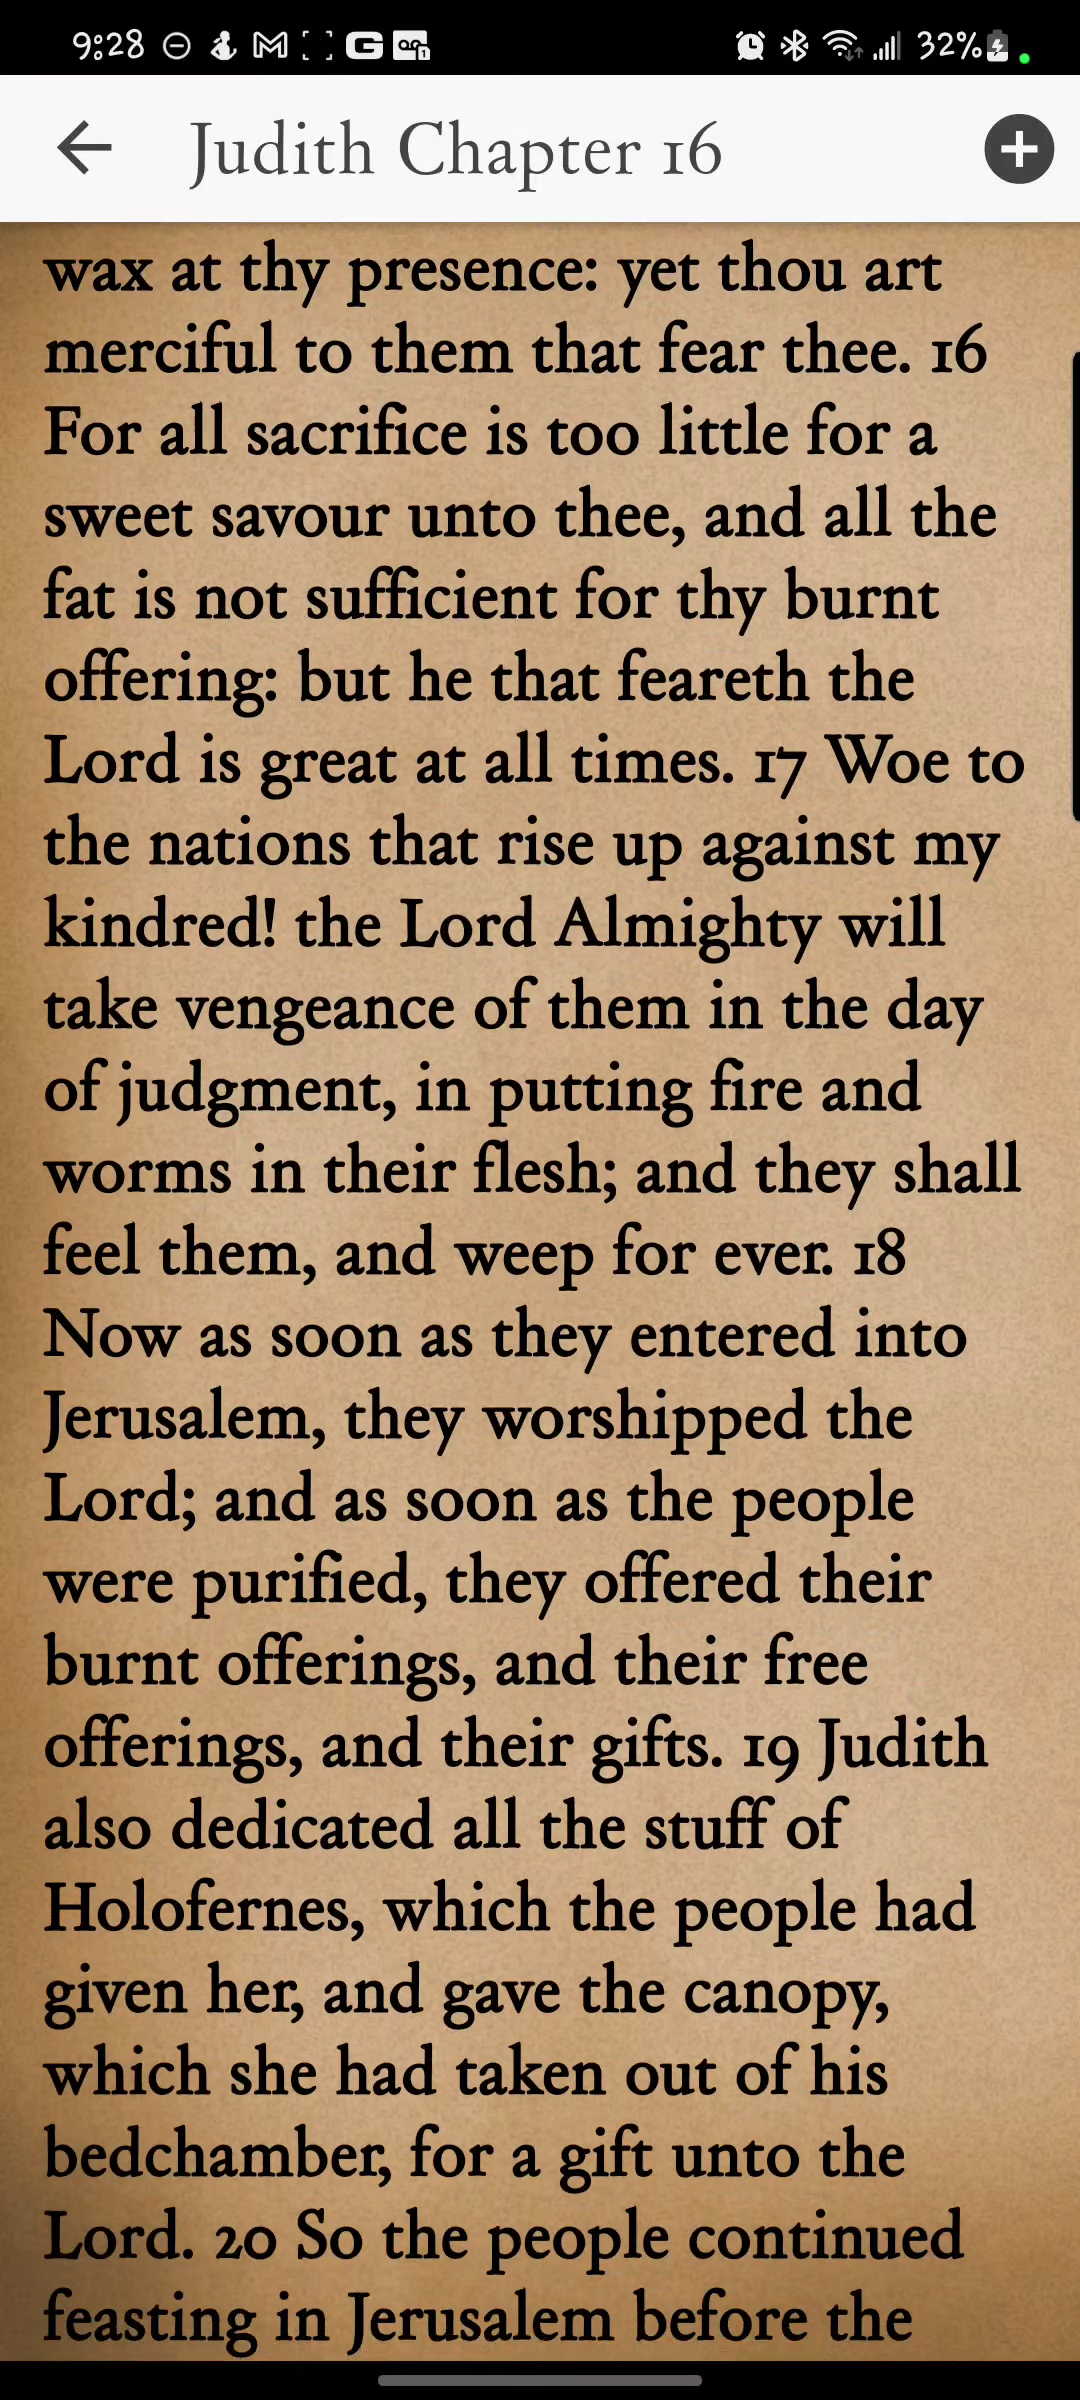 9:28
32%
Judith Chapter 16
wax at thy presence: yet thou art
merciful to them that fear thee. 16
For all sacrifice is too little for a
sweet savour unto thee, and all the
fat is not sufficient for thy burnt
offering: but he that feareth the
Lord is great at all times. 17 Woe to
the nations that rise up against my
kindred! the Lord Almighty will
take vengeance of them in the day
of judgment, in putting fire and
worms in their flesh; and they shall
feel them, and weep for ever. 18
Now as soon as they entered into
Jerusalem, they worshipped the
Lord; and as soon as the people
were purified, they offered their
burnt offerings, and their free
offerings, and their gifts. 19 Judith
also dedicated all the stuff of
Holofernes, which the people had
given her, and gave the canopy,
which she had taken out of his
bedchamber, for a gift unto the
Lord. 20 So the people continued
feasting in Jerusalem before the